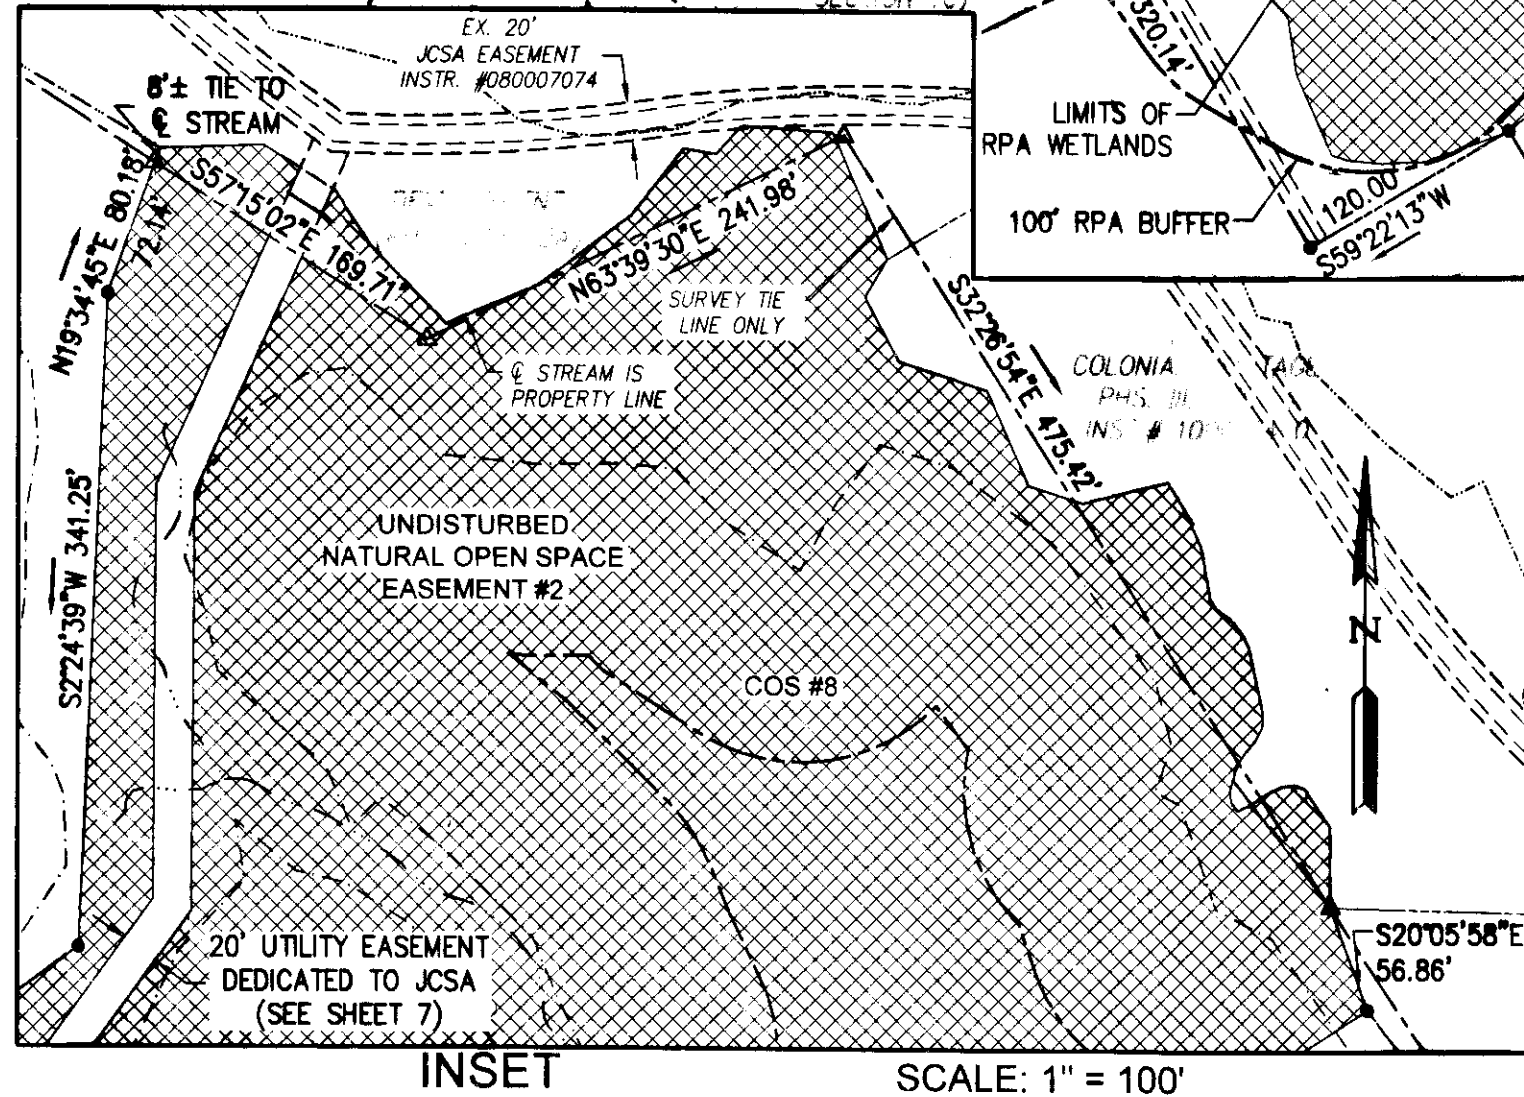 EX. 20'
JCSA EASEMENT
INSTR. #080007074
8'± TIE TO
℄ STREAM
S57°15'02"E 169.71'
N19°34'45"E 80.18'
72.14'
N63°39'30"E 241.98'
SURVEY TIE
LINE ONLY
℄ STREAM IS
PROPERTY LINE
S32°26'54"E 475.42'
320.14'
LIMITS OF
RPA WETLANDS
100' RPA BUFFER
120.00'
S59°22'13"W
COLONIA
PHS. III
S2°24'39"W 341.25'
UNDISTURBED
NATURAL OPEN SPACE
EASEMENT #2
COS #8
N
20' UTILITY EASEMENT
DEDICATED TO JCSA
(SEE SHEET 7)
S20°05'58"E
56.86'
INSET
SCALE: 1" = 100'